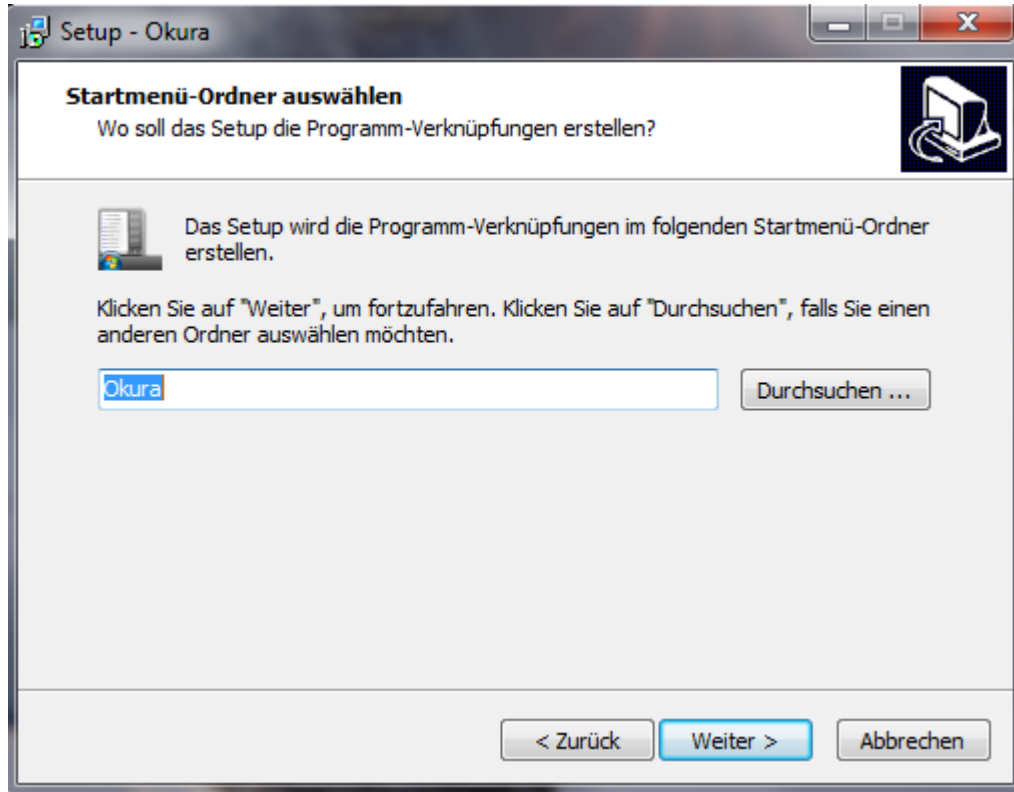 Setup - Okura
Startmenü-Ordner auswählen
Wo soll das Setup die Programm-Verknüpfungen erstellen?
Das Setup wird die Programm-Verknüpfungen im folgenden Startmenü-Ordner
erstellen.
Klicken Sie auf "Weiter", um fortzufahren. Klicken Sie auf "Durchsuchen", falls Sie einen
anderen Ordner auswählen möchten.
Okura
Durchsuchen ...
< Zurück
Weiter >
Abbrechen